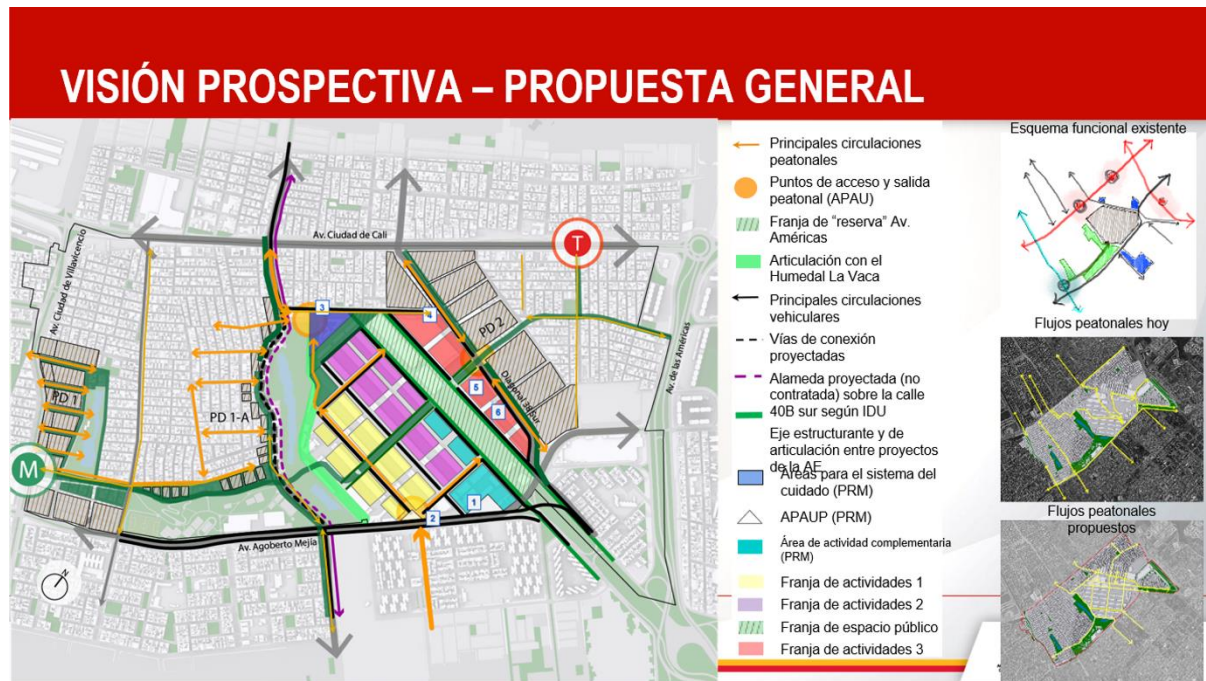 VISIÓN PROSPECTIVA – PROPUESTA GENERAL
Av. Ciudad de Villavicencio
Av. Ciudad de Cali
T
3
4
PD 2
Diagonal 38 Sur
Av. de las Américas
PD 1
PD 1-A
5
6
M
1
2
Av. Agoberto Mejía
N
Principales circulaciones
peatonales
Puntos de acceso y salida
peatonal (APAU)
Franja de “reserva” Av.
Américas
Articulación con el
Humedal La Vaca
Principales circulaciones
vehiculares
Vías de conexión
proyectadas
Alameda proyectada (no
contratada) sobre la calle
40B sur según IDU
Eje estructurante y de
articulación entre proyectos
de la AE
Áreas para el sistema del
cuidado (PRM)
APAUP (PRM)
Área de actividad complementaria
(PRM)
Franja de actividades 1
Franja de actividades 2
Franja de espacio público
Franja de actividades 3
Esquema funcional existente
Flujos peatonales hoy
Flujos peatonales
propuestos